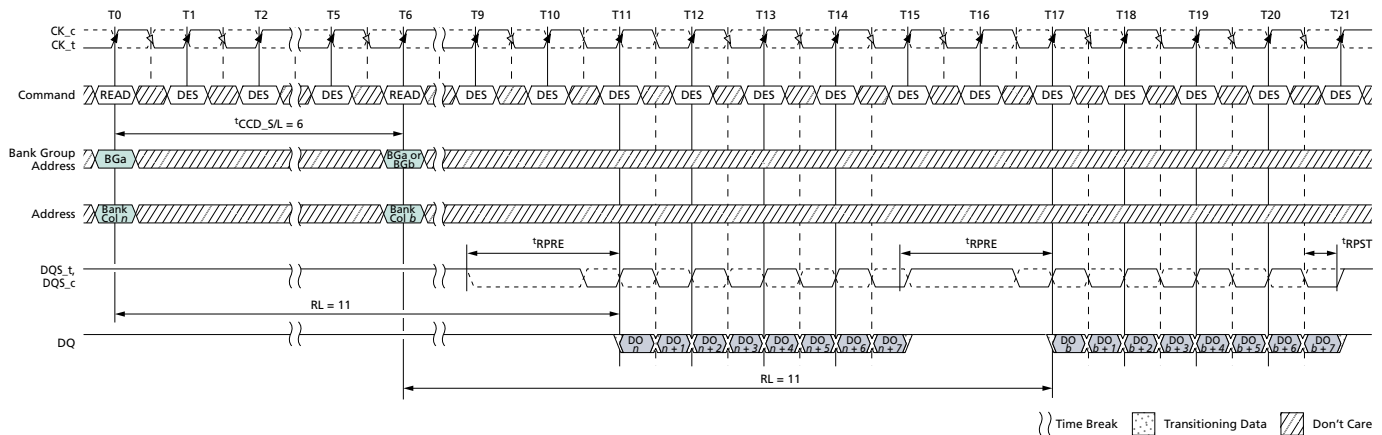 T0 T1 T2 T5 T6 T9 T10 T11 T12 T13 T14 T15 T16 T17 T18 T19 T20 T21
CK_c
CK_t
Command READ DES DES DES READ DES DES DES DES DES DES DES DES DES DES DES DES DES
tCCD_S/L = 6
Bank Group
Address
BGa
BGa or
BGb
Address
Bank
Col n
Bank
Col b
tRPRE
tRPRE
tRPST
DQS_t,
DQS_c
RL = 11
DQ
DO
n
DO
n + 1
DO
n + 2
DO
n + 3
DO
n + 4
DO
n + 5
DO
n + 6
DO
n + 7
DO
b
DO
b + 1
DO
b + 2
DO
b + 3
DO
b + 4
DO
b + 5
DO
b + 6
DO
b + 7
RL = 11
Time Break Transitioning Data Don't Care